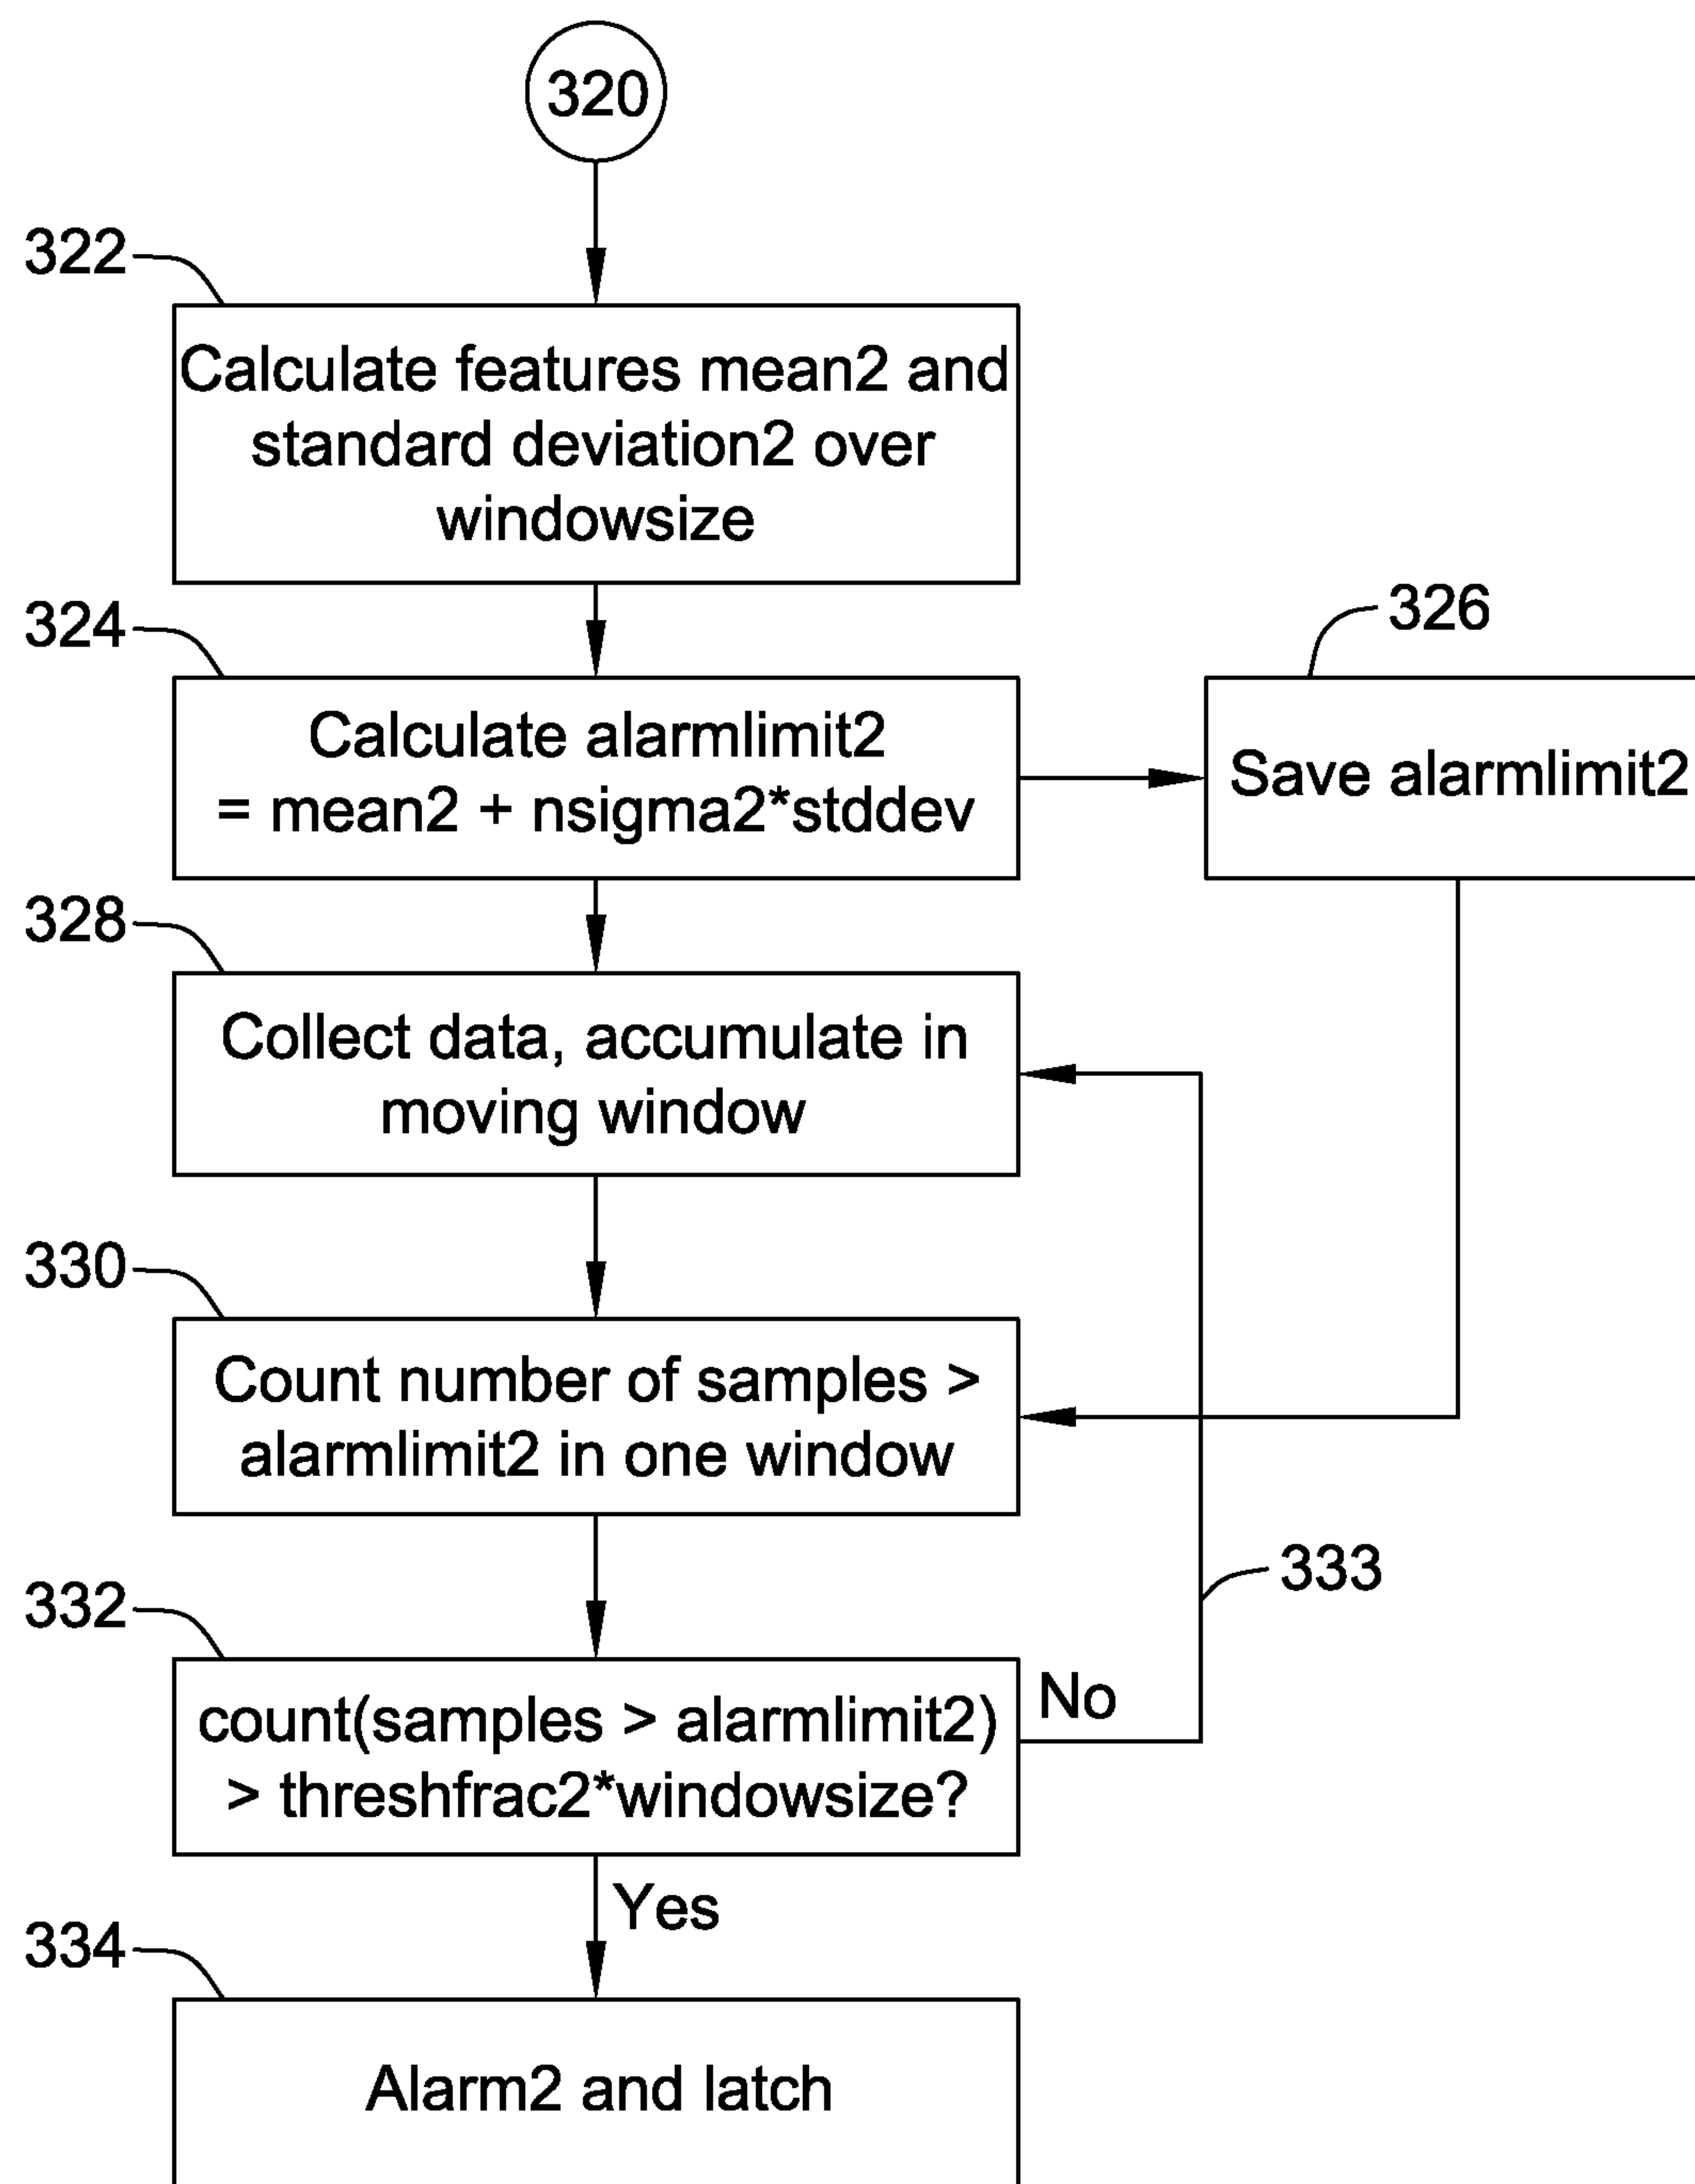 320
322
Calculate features mean2 and
standard deviation2 over
windowsize
324
Calculate alarmlimit2
= mean2 + nsigma2*stddev
326
Save alarmlimit2
328
Collect data, accumulate in
moving window
330
Count number of samples >
alarmlimit2 in one window
332
count(samples > alarmlimit2)
> threshfrac2*windowsize?
No
333
Yes
334
Alarm2 and latch